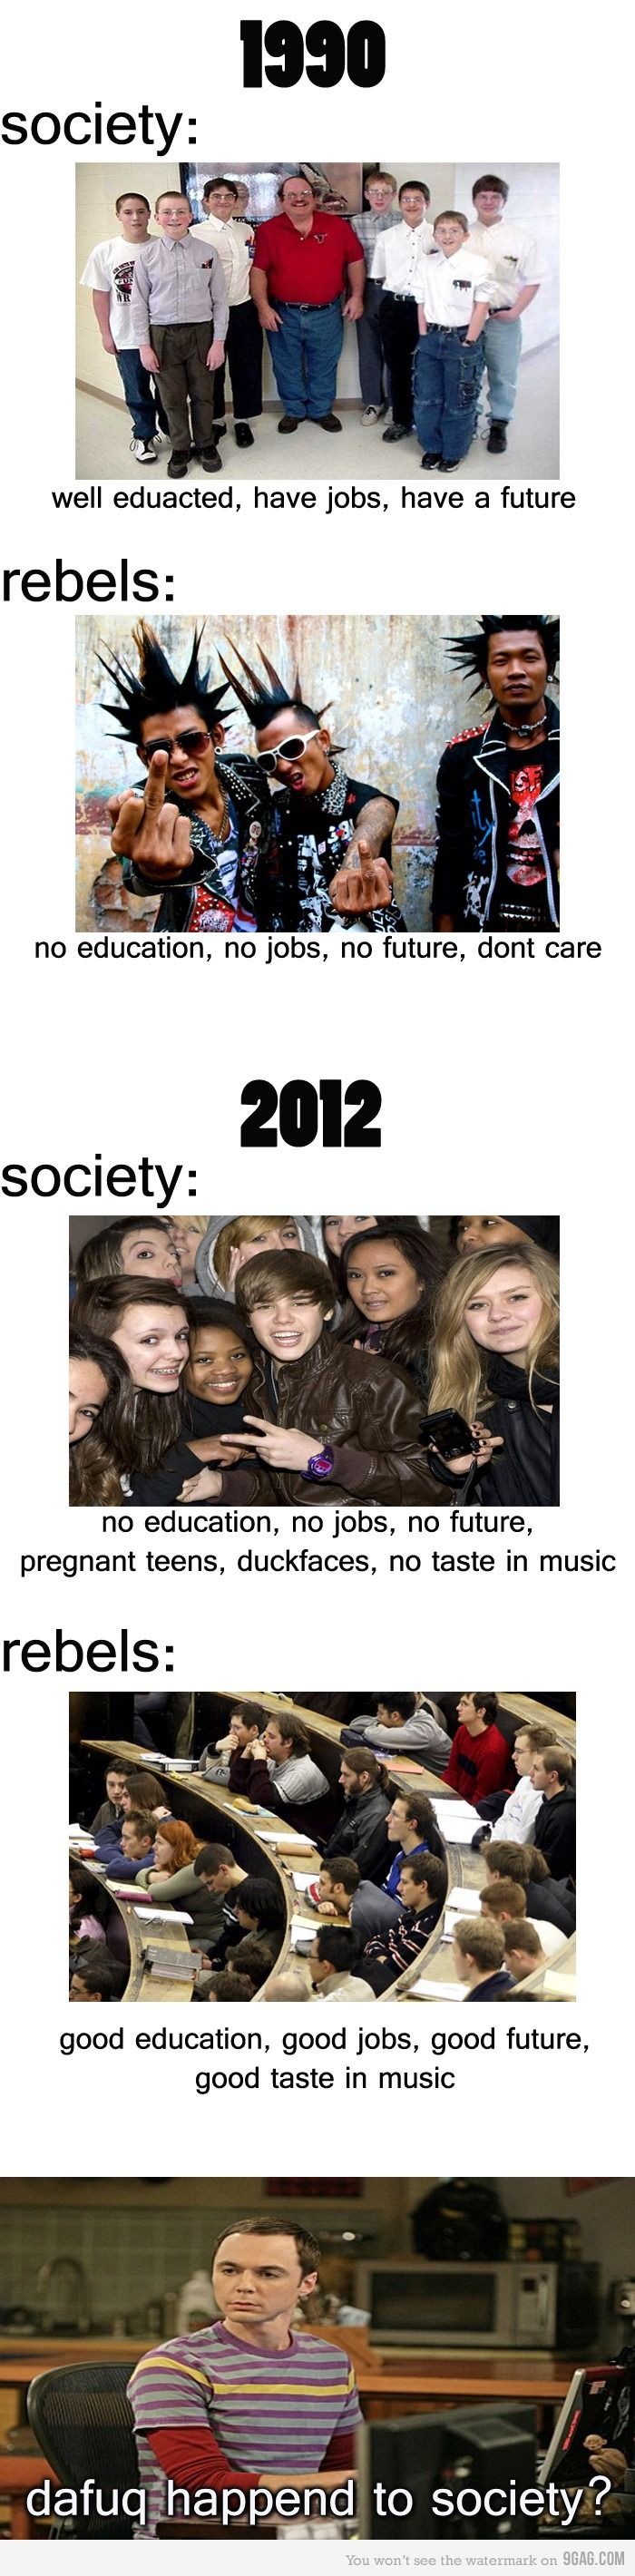 1990
society:
well eduacted, have jobs, have a future
rebels:
no education, no jobs, no future, dont care
2012
society:
no education, no jobs, no future,
pregnant teens, duckfaces, no taste in music
rebels:
good education, good jobs, good future,
good taste in music
dafuq happend to society?
You won't see the watermark on 9GAG.COM